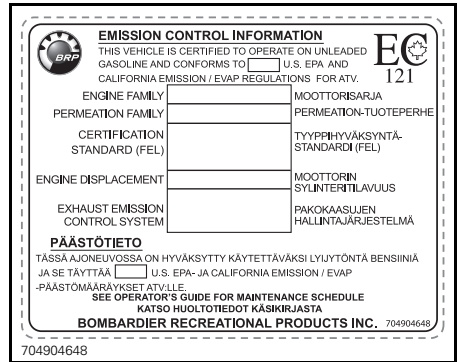 EMISSION CONTROL INFORMATION
BRP
THIS VEHICLE IS CERTIFIED TO OPERATE ON UNLEADED
GASOLINE AND CONFORMS TO U.S. EPA AND
CALIFORNIA EMISSION / EVAP REGULATIONS FOR ATV.
EC
121
ENGINE FAMILY MOOTTORISARJA
PERMEATION FAMILY PERMEATION-TUOTEPERHE
CERTIFICATION TYYPPIHYVÄKSYNTÄ-
STANDARD (FEL) STANDARDI (FEL)
ENGINE DISPLACEMENT MOOTTORIN
SYLINTERITILAVUUS
EXHAUST EMISSION PAKOKAASUJEN
CONTROL SYSTEM HALLINTAJÄRJESTELMÄ
PÄÄSTÖTIETO
TÄSSÄ AJONEUVOSSA ON HYVÄKSYTTY KÄYTETTÄVÄKSI LYIJYTÖNTÄ BENSIINIÄ
JA SE TÄYTTÄÄ U.S. EPA- JA CALIFORNIA EMISSION / EVAP
-PÄÄSTÖMÄÄRÄYKSET ATV:LLE.
SEE OPERATOR'S GUIDE FOR MAINTENANCE SCHEDULE
KATSO HUOLTOTIEDOT KÄSIKIRJASTA
BOMBARDIER RECREATIONAL PRODUCTS INC. 704904648
704904648